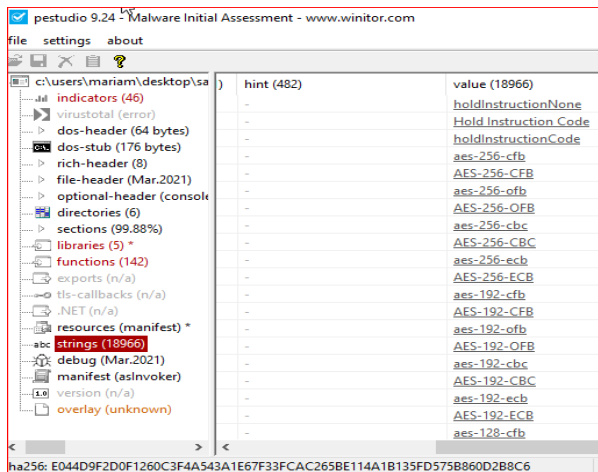 pestudio 9.24 - Malware Initial Assessment - www.winitor.com
file settings about
c:\users\mariam\desktop\sa
indicators (46)
virustotal (error)
dos-header (64 bytes)
dos-stub (176 bytes)
rich-header (8)
file-header (Mar.2021)
optional-header (console
directories (6)
sections (99.88%)
libraries (5) *
functions (142)
exports (n/a)
tls-callbacks (n/a)
.NET (n/a)
resources (manifest) *
abc strings (18966)
debug (Mar.2021)
manifest (asInvoker)
1.0 version (n/a)
overlay (unknown)
) hint (482) value (18966)
- holdInstructionNone
- Hold Instruction Code
- holdInstructionCode
- aes-256-cfb
- AES-256-CFB
- aes-256-ofb
- AES-256-OFB
- aes-256-cbc
- AES-256-CBC
- aes-256-ecb
- AES-256-ECB
- aes-192-cfb
- AES-192-CFB
- aes-192-ofb
- AES-192-OFB
- aes-192-cbc
- AES-192-CBC
- aes-192-ecb
- AES-192-ECB
- aes-128-cfb
ha256: E044D9F2D0F1260C3F4A543A1E67F33FCAC265BE114A1B135FD575B860D2B8C6